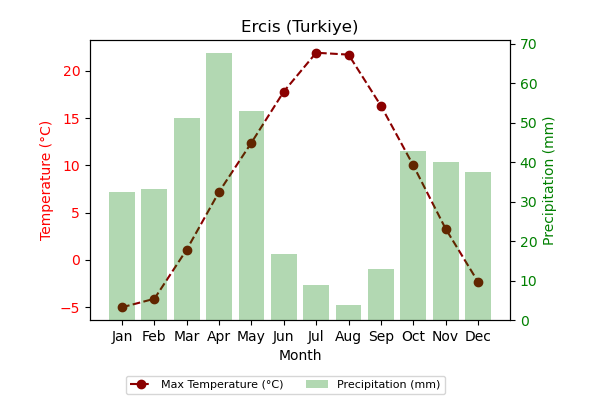 Ercis (Turkiye)
Temperature (°C)
20
15
10
5
0
−5
70
60
50
40
30
20
10
0
Precipitation (mm)
Jan Feb Mar Apr May Jun Jul Aug Sep Oct Nov Dec
Month
Max Temperature (°C) Precipitation (mm)